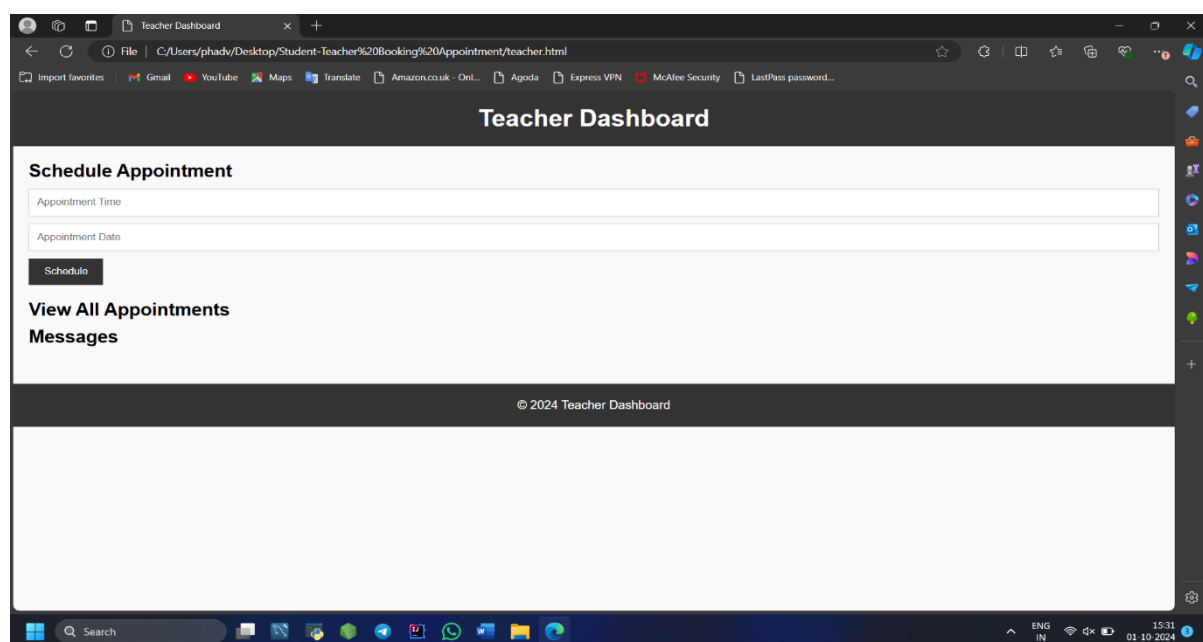 Teacher Dashboard
File | C:/Users/phadv/Desktop/Student-Teacher%20Booking%20Appointment/teacher.html
Import favorites Gmail YouTube Maps Translate Amazon.co.uk - Onl... Agoda Express VPN McAfee Security LastPass password...
Teacher Dashboard
Schedule Appointment
Appointment Time
Appointment Date
Schedule
View All Appointments
Messages
© 2024 Teacher Dashboard
Search ENG 15:31
IN 01-10-2024